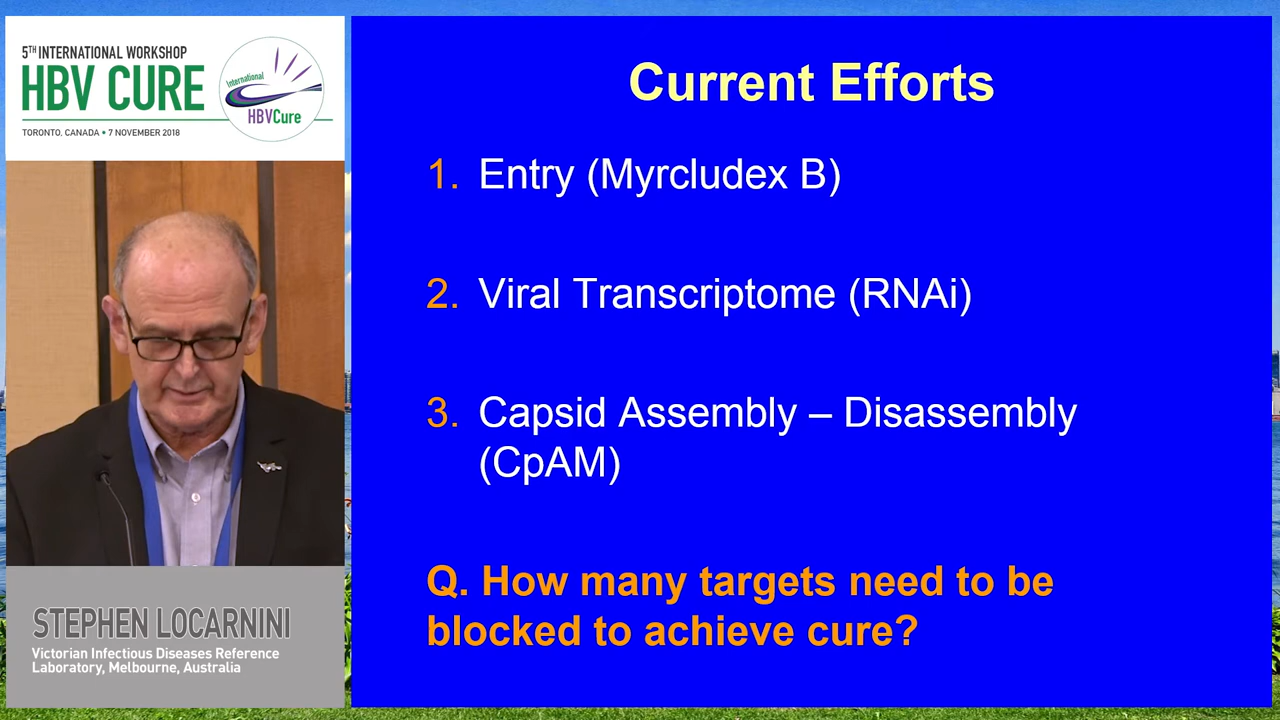 5TH INTERNATIONAL WORKSHOP
HBV CURE
TORONTO, CANADA • 7 NOVEMBER 2018
International
HBVCure
STEPHEN LOCARNINI
Victorian Infectious Diseases Reference
Laboratory, Melbourne, Australia
Current Efforts
1. Entry (Myrcludex B)
2. Viral Transcriptome (RNAi)
3. Capsid Assembly – Disassembly
(CpAM)
Q. How many targets need to be
blocked to achieve cure?